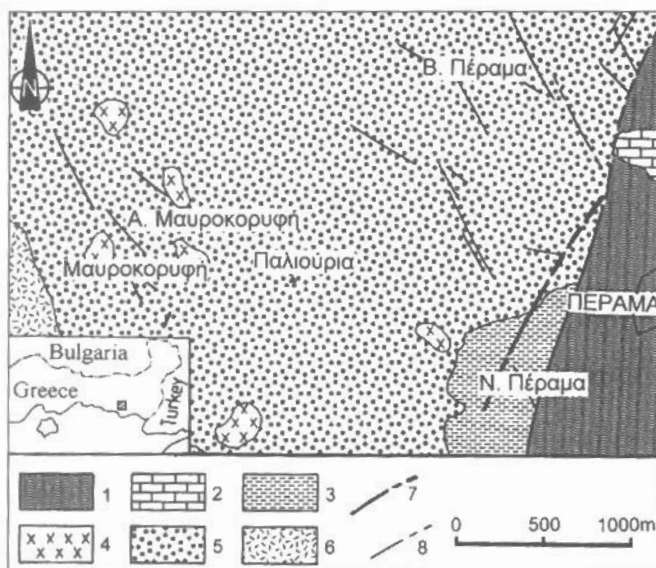 N
Β. Πέραμα
Α. Μαυροκορυφή
Μαυροκορυφή
Παλιούρια
ΠΕΡΑΜΑ
Ν. Πέραμα
Bulgaria
Greece
Turkey
1
2
3
7
4
5
6
8
0 500 1000m